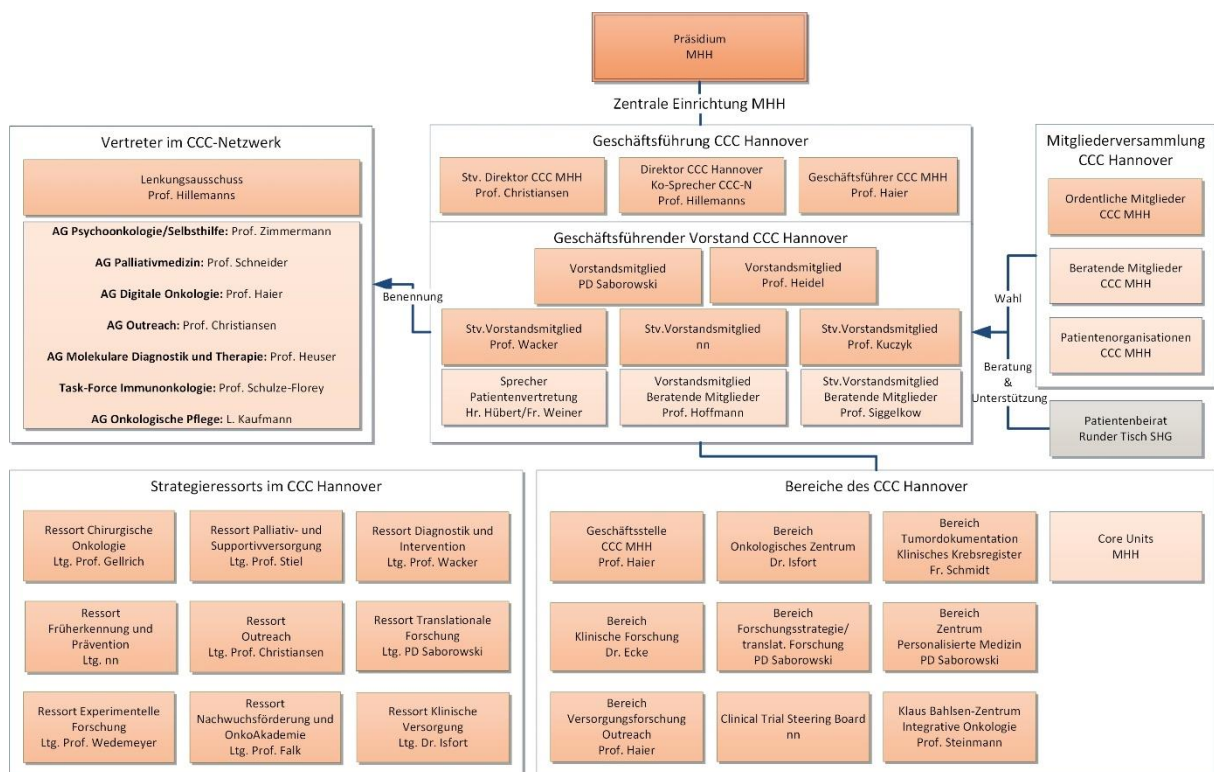 Präsidium
MHH
Zentrale Einrichtung MHH
Vertreter im CCC-Netzwerk
Lenkungsausschuss
Prof. Hillemanns
AG Psychoonkologie/Selbsthilfe: Prof. Zimmermann
AG Palliativmedizin: Prof. Schneider
AG Digitale Onkologie: Prof. Haier
AG Outreach: Prof. Christiansen
AG Molekulare Diagnostik und Therapie: Prof. Heuser
Task-Force Immunonkologie: Prof. Schulze-Florey
AG Onkologische Pflege: L. Kaufmann
Benennung
Geschäftsführung CCC Hannover
Stv. Direktor CCC MHH
Prof. Christiansen
Direktor CCC Hannover
Ko-Sprecher CCC-N
Prof. Hillemanns
Geschäftsführer CCC MHH
Prof. Haier
Geschäftsführender Vorstand CCC Hannover
Vorstandsmitglied
PD Saborowski
Vorstandsmitglied
Prof. Heidel
Stv.Vorstandsmitglied
Prof. Wacker
Stv.Vorstandsmitglied
nn
Stv.Vorstandsmitglied
Prof. Kuczyk
Sprecher
Patientenvertretung
Hr. Hübert/Fr. Weiner
Vorstandsmitglied
Beratende Mitglieder
Prof. Hoffmann
Stv.Vorstandsmitglied
Beratende Mitglieder
Prof. Siggelkow
Wahl
Beratung
&
Unterstützung
Mitgliederversammlung
CCC Hannover
Ordentliche Mitglieder
CCC MHH
Beratende Mitglieder
CCC MHH
Patientenorganisationen
CCC MHH
Patientenbeirat
Runder Tisch SHG
Strategieressorts im CCC Hannover
Ressort Chirurgische
Onkologie
Ltg. Prof. Gellrich
Ressort Palliativ- und
Supportivversorgung
Ltg. Prof. Stiel
Ressort Diagnostik und
Intervention
Ltg. Prof. Wacker
Ressort
Früherkennung und
Prävention
Ltg. nn
Ressort
Outreach
Ltg. Prof. Christiansen
Ressort Translationale
Forschung
Ltg. PD Saborowski
Ressort Experimentelle
Forschung
Ltg. Prof. Wedemeyer
Ressort
Nachwuchsförderung und
OnkoAkademie
Ltg. Prof. Falk
Ressort Klinische
Versorgung
Ltg. Dr. Isfort
Bereiche des CCC Hannover
Geschäftsstelle
CCC MHH
Prof. Haier
Bereich
Onkologisches Zentrum
Dr. Isfort
Bereich
Tumordokumentation
Klinisches Krebsregister
Fr. Schmidt
Core Units
MHH
Bereich
Klinische Forschung
Dr. Ecke
Bereich
Forschungsstrategie/
translat. Forschung
PD Saborowski
Bereich
Zentrum
Personalisierte Medizin
PD Saborowski
Bereich
Versorgungsforschung
Outreach
Prof. Haier
Clinical Trial Steering Board
nn
Klaus Bahlsen-Zentrum
Integrative Onkologie
Prof. Steinmann